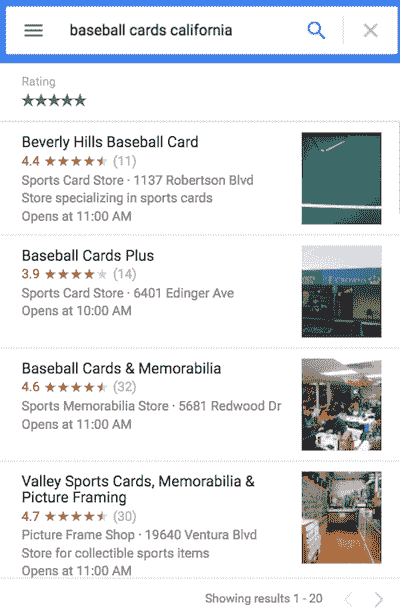 baseball cards california
Rating
Beverly Hills Baseball Card
4.4 (11)
Sports Card Store · 1137 Robertson Blvd
Store specializing in sports cards
Opens at 11:00 AM
Baseball Cards Plus
3.9 (14)
Sports Card Store · 6401 Edinger Ave
Opens at 10:00 AM
Baseball Cards & Memorabilia
4.6 (32)
Sports Memorabilia Store · 5681 Redwood Dr
Opens at 11:00 AM
Valley Sports Cards, Memorabilia &
Picture Framing
4.7 (30)
Picture Frame Shop · 19640 Ventura Blvd
Store for collectible sports items
Opens at 11:00 AM
Showing results 1 - 20